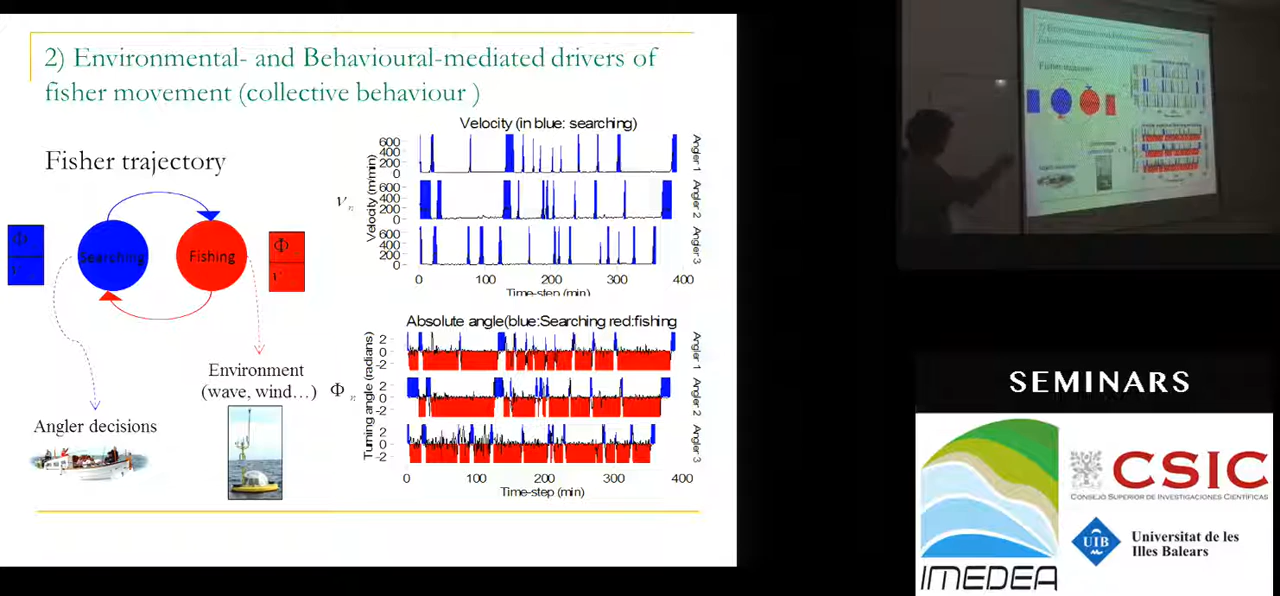 2) Environmental- and Behavioural-mediated drivers of
fisher movement (collective behaviour )
Fisher trajectory
Φ
ν
Searching
Fishing
Φ
ν
Environment
(wave, wind…)
Angler decisions
Velocity (in blue: searching)
νn
Velocity (m/min)
600
400
200
0
Angler 1
600
400
200
0
Angler 2
600
400
200
0
Angler 3
0 100 200 300 400
Time-step (min)
Absolute angle(blue:Searching red:fishing
Φn
Turning angle (radians)
2
0
-2
Angler 1
2
0
-2
Angler 2
2
0
-2
Angler 3
0 100 200 300 400
Time-step (min)
SEMINARS
IMEDEA
CSIC
CONSEJO SUPERIOR DE INVESTIGACIONES CIENTÍFICAS
UIB
Universitat de les
Illes Balears